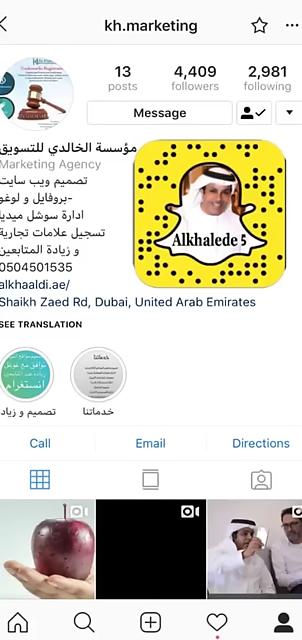 kh.marketing
13
posts
4,409
followers
2,981
following
Message
مؤسسة الخالدي للتسويق
Marketing Agency
تصميم ويب سايت
-بروفايل و لوغو
ادارة سوشل ميديا
تسجيل علامات تجارية
و زيادة المتابعين
0504501535
alkhaaldi.ae/
Shaikh Zaed Rd, Dubai, United Arab Emirates
Alkhalede 5
SEE TRANSLATION
انستغرام
خدماتنا
تصميم و زياد
خدماتنا
Call
Email
Directions